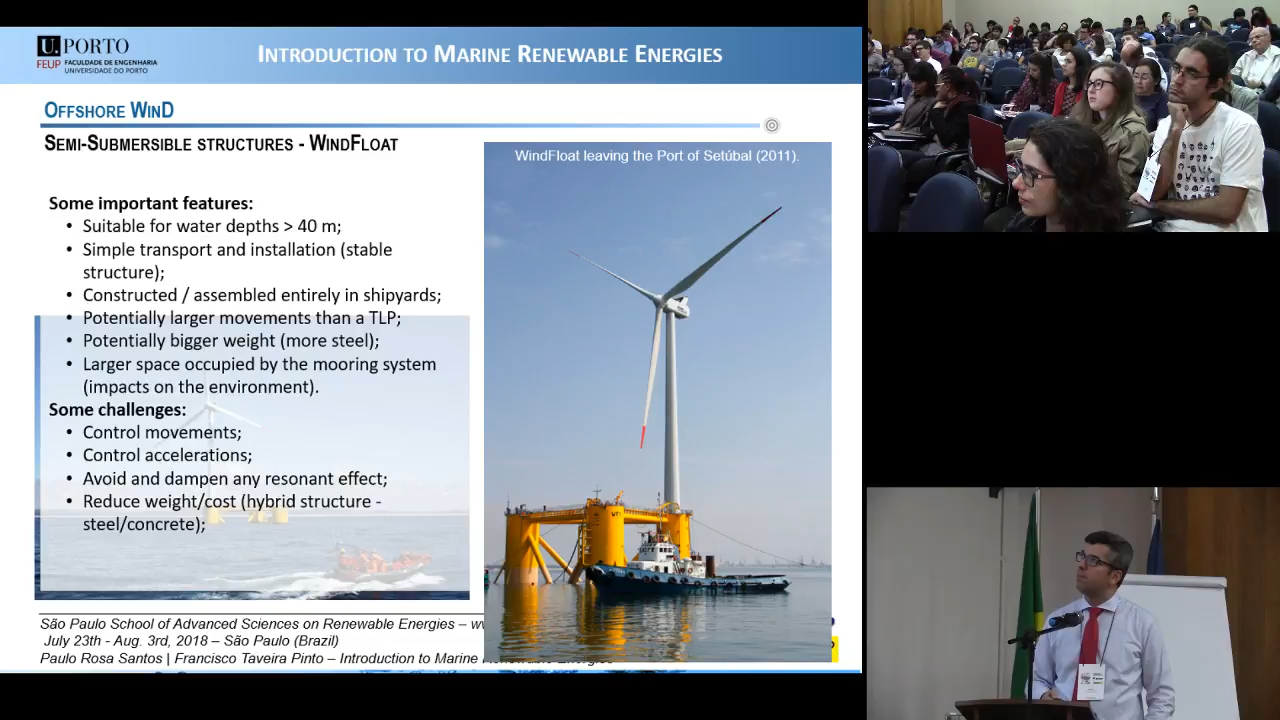 U.PORTO
FEUP FACULDADE DE ENGENHARIA
UNIVERSIDADE DO PORTO
INTRODUCTION TO MARINE RENEWABLE ENERGIES
OFFSHORE WIND
SEMI-SUBMERSIBLE STRUCTURES - WINDFLOAT
WindFloat leaving the Port of Setúbal (2011).
Some important features:
• Suitable for water depths > 40 m;
• Simple transport and installation (stable
structure);
• Constructed / assembled entirely in shipyards;
• Potentially larger movements than a TLP;
• Potentially bigger weight (more steel);
• Larger space occupied by the mooring system
(impacts on the environment).
Some challenges:
• Control movements;
• Control accelerations;
• Avoid and dampen any resonant effect;
• Reduce weight/cost (hybrid structure -
steel/concrete);
São Paulo School of Advanced Sciences on Renewable Energies –
July 23th - Aug. 3rd, 2018 – São Paulo (Brazil)
Paulo Rosa Santos | Francisco Taveira Pinto – Introduction to Marine Renewable Energies